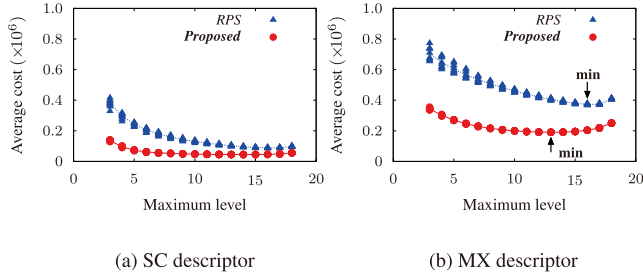 1.0
0.8
0.6
0.4
0.2
0
0 5 10 15 20
Average cost (×10⁶)
Maximum level
RPS
Proposed
(a) SC descriptor
1.0
0.8
0.6
0.4
0.2
0
0 5 10 15 20
Average cost (×10⁶)
Maximum level
RPS
Proposed
min
min
(b) MX descriptor